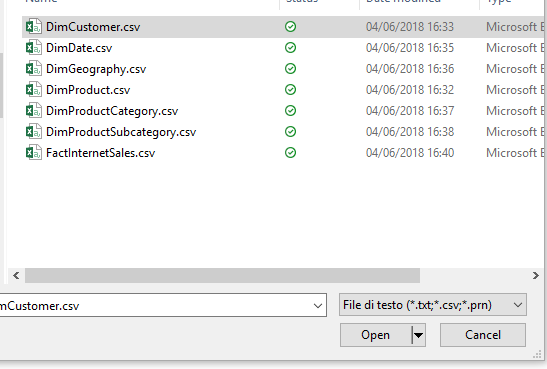 Name Status Date modified Type
DimCustomer.csv 04/06/2018 16:33 Microsoft E
DimDate.csv 04/06/2018 16:35 Microsoft E
DimGeography.csv 04/06/2018 16:36 Microsoft E
DimProduct.csv 04/06/2018 16:32 Microsoft E
DimProductCategory.csv 04/06/2018 16:37 Microsoft E
DimProductSubcategory.csv 04/06/2018 16:38 Microsoft E
FactInternetSales.csv 04/06/2018 16:40 Microsoft E
mCustomer.csv File di testo (*.txt;*.csv;*.prn)
Open Cancel